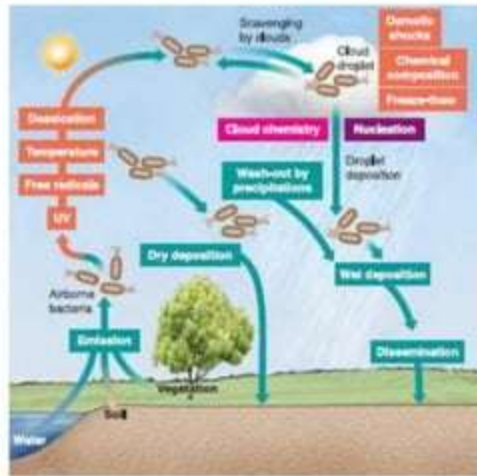 Scavenging
by clouds
Cloud
droplet
Osmotic
shocks
Chemical
composition
Freeze-thaw
Desiccation
Temperature
Free radicals
UV
Cloud chemistry
Nucleation
Droplet
deposition
Wash-out by
precipitations
Dry deposition
Wet deposition
Airborne
bacteria
Emission
Dissemination
Vegetation
Soil
Water